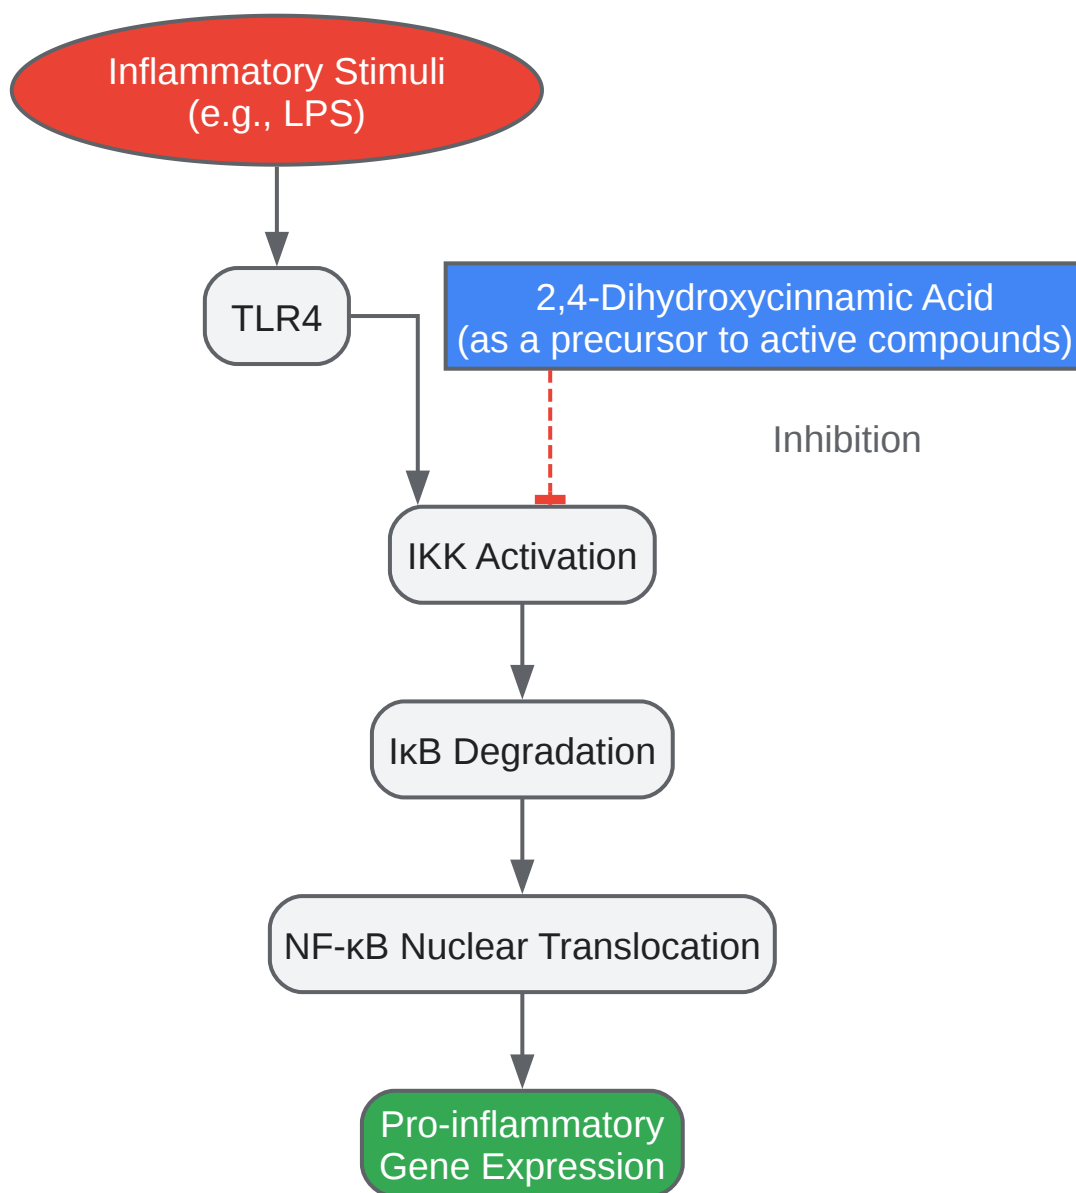 Inflammatory Stimuli
(e.g., LPS)
TLR4
2,4-Dihydroxycinnamic Acid
(as a precursor to active compounds)
Inhibition
IKK Activation
IκB Degradation
NF-κB Nuclear Translocation
Pro-inflammatory
Gene Expression